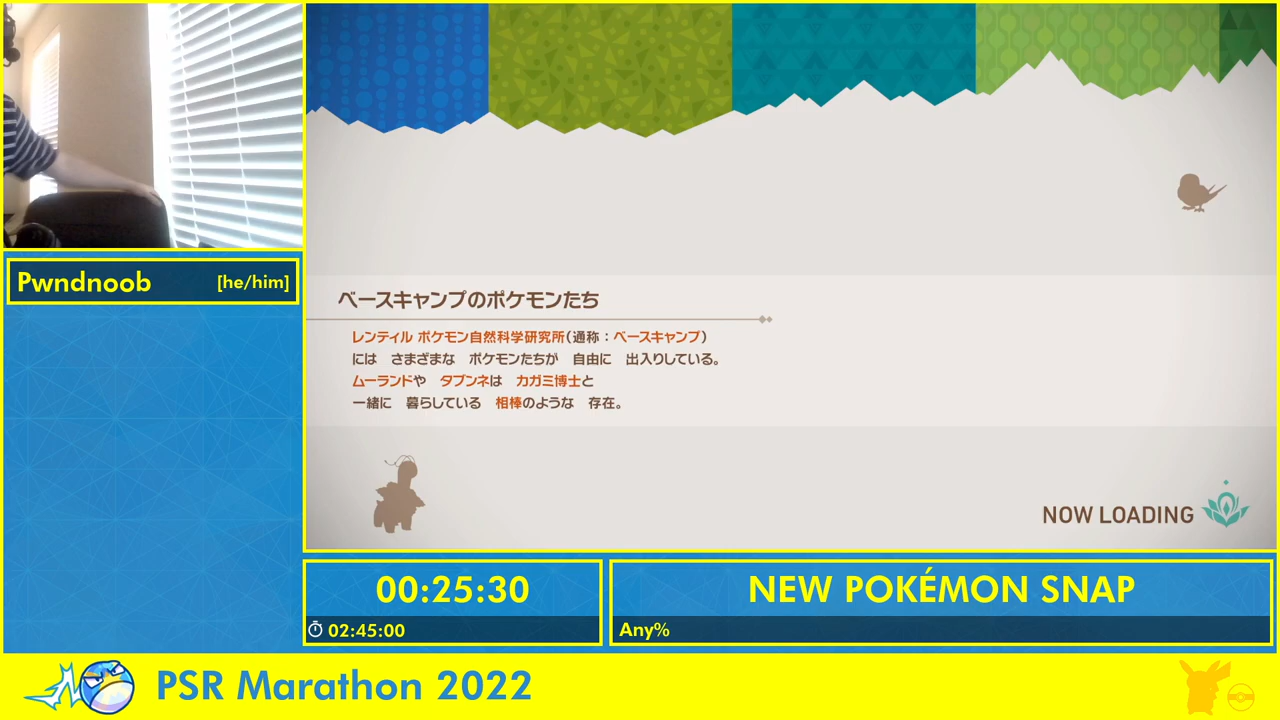 Pwndnoob [he/him]
ベースキャンプのポケモンたち
レンティル ポケモン自然科学研究所(通称：ベースキャンプ)
には　さまざまな　ポケモンたちが　自由に　出入りしている。
ムーランドや　タブンネは　カガミ博士と
一緒に　暮らしている　相棒のような　存在。
NOW LOADING
00:25:30
02:45:00
NEW POKÉMON SNAP
Any%
PSR Marathon 2022